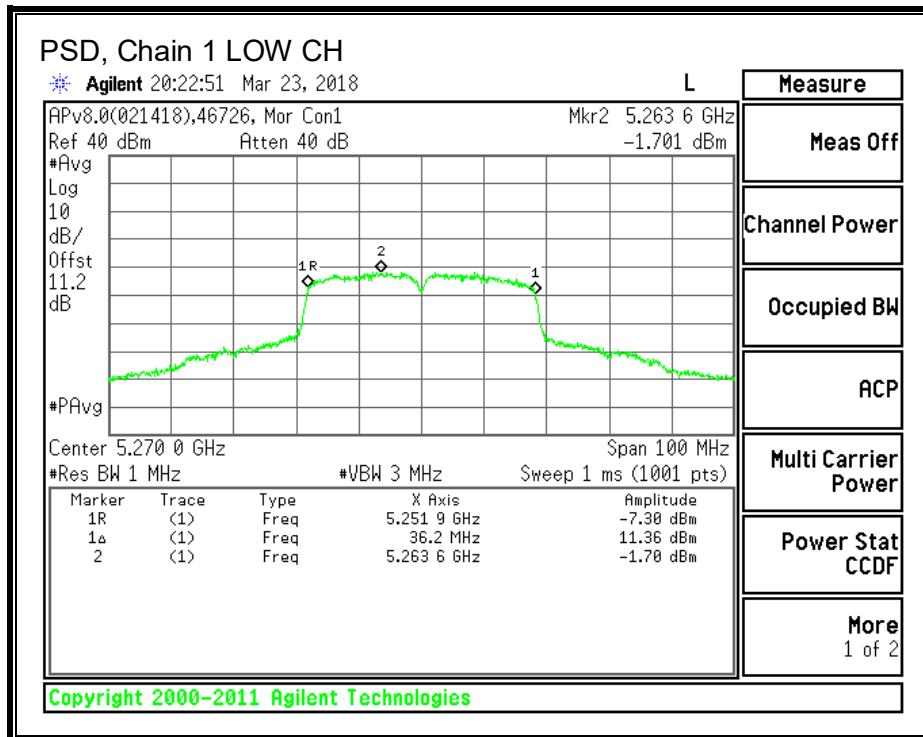 PSD, Chain 1 LOW CH
Agilent 20:22:51 Mar 23, 2018 L
APv8.0(021418),46726, Mor Con1 Mkr2 5.263 6 GHz
Ref 40 dBm Atten 40 dB -1.701 dBm
#Avg
Log
10
dB/
Offst
11.2
dB
#PAvg
1R
2
1
Center 5.270 0 GHz Span 100 MHz
#Res BW 1 MHz #VBW 3 MHz Sweep 1 ms (1001 pts)
Marker Trace Type X Axis Amplitude
1R (1) Freq 5.251 9 GHz -7.30 dBm
1Δ (1) Freq 36.2 MHz 11.36 dBm
2 (1) Freq 5.263 6 GHz -1.70 dBm
Measure
Meas Off
Channel Power
Occupied BW
ACP
Multi Carrier
Power
Power Stat
CCDF
More
1 of 2
Copyright 2000-2011 Agilent Technologies